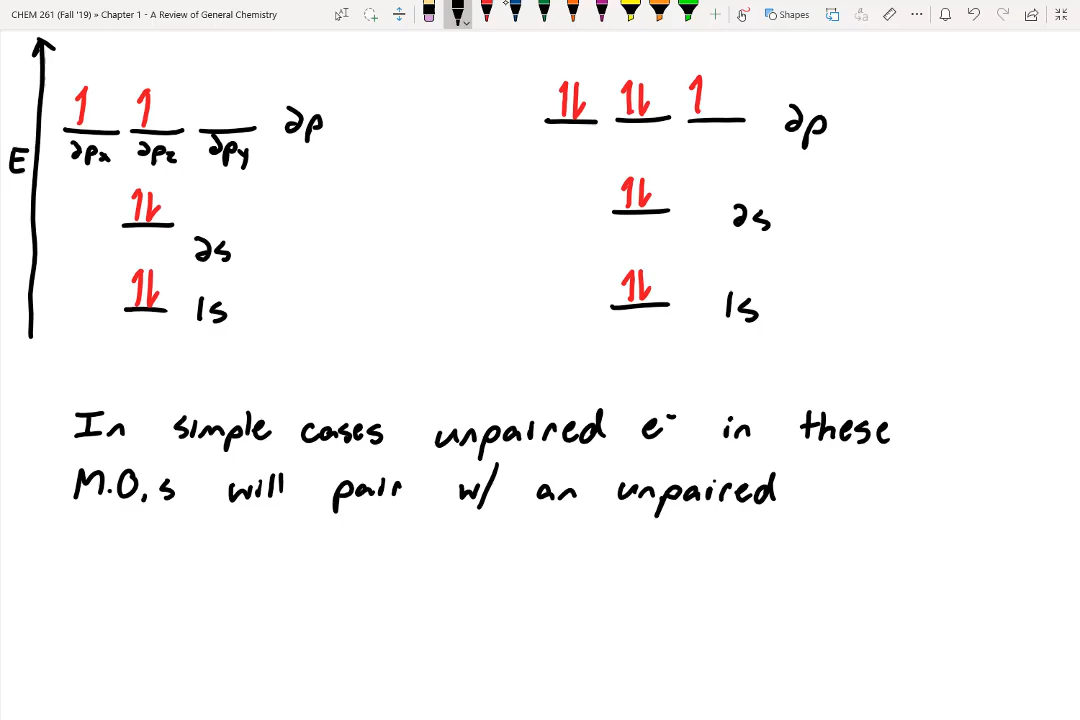 CHEM 261 (Fall '19) » Chapter 1 - A Review of General Chemistry
Shapes
E
2px 2pz 2py 2p
2s
1s
2p
2s
1s
In simple cases unpaired e⁻ in these
M.O.s will pair w/ an unpaired